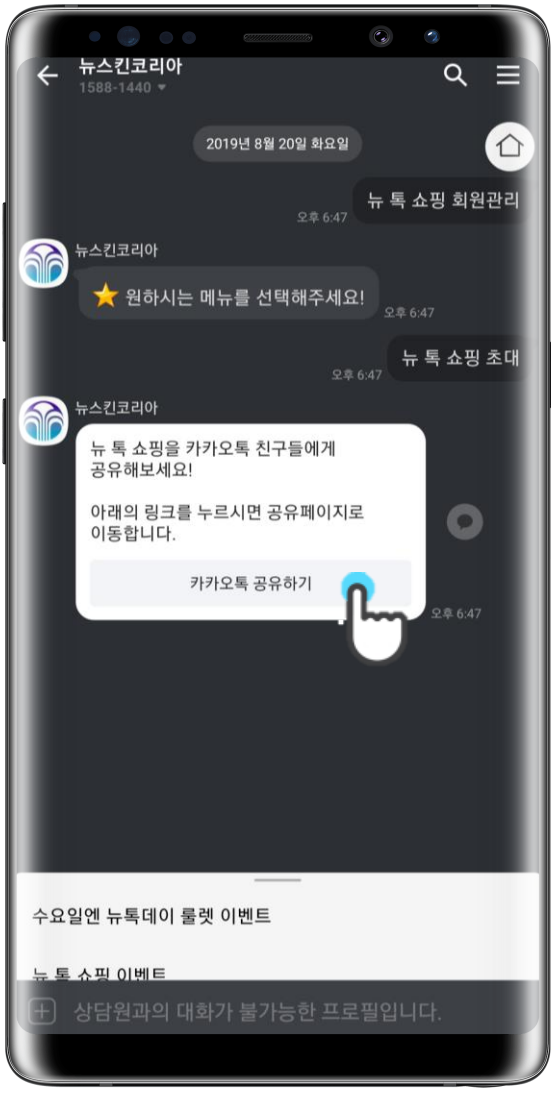 뉴스킨코리아
1588-1440
2019년 8월 20일 화요일
뉴 톡 쇼핑 회원관리
오후 6:47
뉴스킨코리아
원하시는 메뉴를 선택해주세요!
오후 6:47
뉴 톡 쇼핑 초대
오후 6:47
뉴스킨코리아
뉴 톡 쇼핑을 카카오톡 친구들에게
공유해보세요!
아래의 링크를 누르시면 공유페이지로
이동합니다.
카카오톡 공유하기
오후 6:47
수요일엔 뉴톡데이 룰렛 이벤트
뉴 톡 쇼핑 이벤트
상담원과의 대화가 불가능한 프로필입니다.